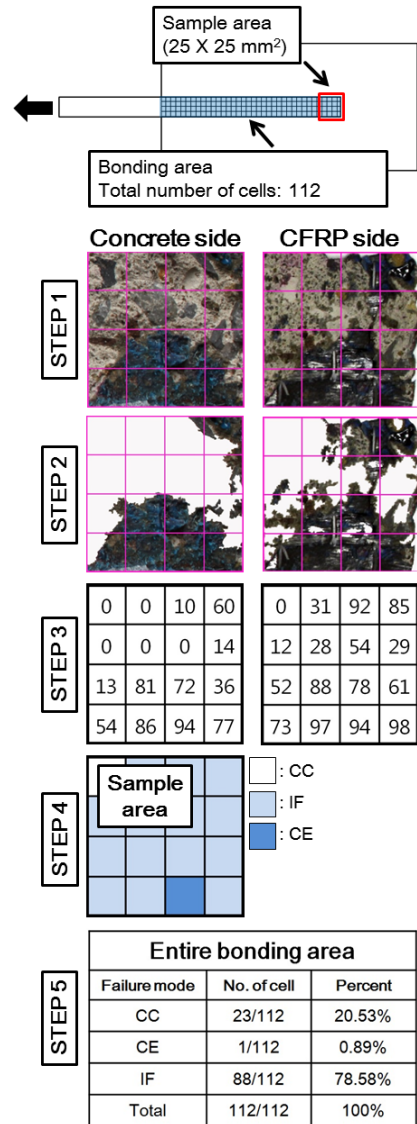 Sample area
(25 X 25 mm²)
Bonding area
Total number of cells: 112
Concrete side
CFRP side
STEP 1
STEP 2
STEP 3
0 0 10 60
0 0 0 14
13 81 72 36
54 86 94 77
0 31 92 85
12 28 54 29
52 88 78 61
73 97 94 98
STEP 4
Sample
area
: CC
: IF
: CE
STEP 5
Entire bonding area
Failure mode No. of cell Percent
CC 23/112 20.53%
CE 1/112 0.89%
IF 88/112 78.58%
Total 112/112 100%